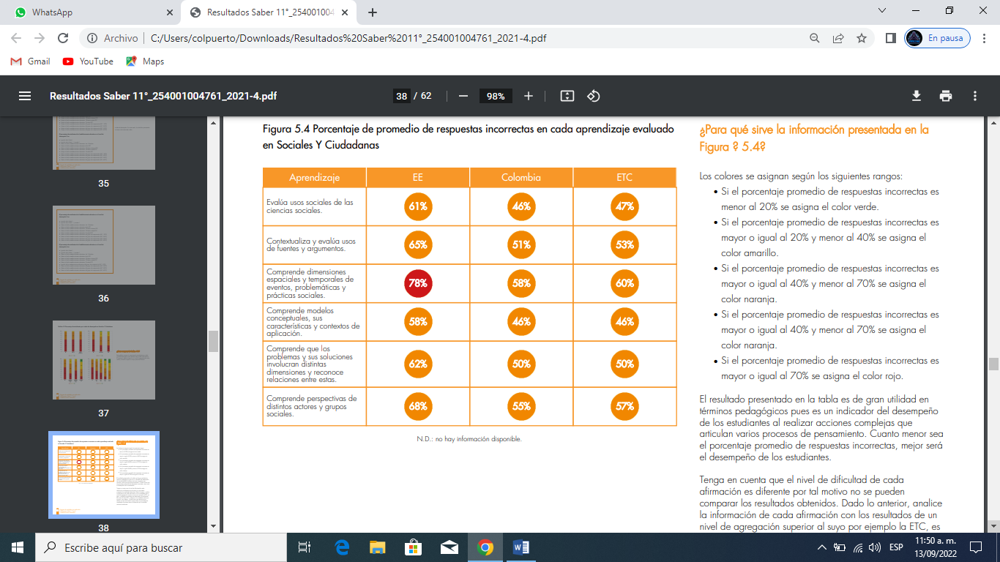 WhatsApp
Resultados Saber 11°_254001004
Archivo
C:/Users/colpuerto/Downloads/Resultados%20Saber%2011°_254001004761_2021-4.pdf
En pausa
Gmail
YouTube
Maps
Resultados Saber 11°_254001004761_2021-4.pdf
38 / 62
98%
35
36
37
38
Figura 5.4 Porcentaje de promedio de respuestas incorrectas en cada aprendizaje evaluado
en Sociales Y Ciudadanas
Aprendizaje EE Colombia ETC
Evalúa usos sociales de las
ciencias sociales.
61% 46% 47%
Contextualiza y evalúa usos
de fuentes y argumentos.
65% 51% 53%
Comprende dimensiones
espaciales y temporales de
eventos, problemáticas y
prácticas sociales.
78% 58% 60%
Comprende modelos
conceptuales, sus
características y contextos de
aplicación.
58% 46% 46%
Comprende que los
problemas y sus soluciones
involucran distintas
dimensiones y reconoce
relaciones entre estas.
62% 50% 50%
Comprende perspectivas de
distintos actores y grupos
sociales.
68% 55% 57%
N.D.: no hay información disponible.
¿Para qué sirve la información presentada en la
Figura ? 5.4?
Los colores se asignan según los siguientes rangos:
• Si el porcentaje promedio de respuestas incorrectas es
menor al 20% se asigna el color verde.
• Si el porcentaje promedio de respuestas incorrectas es
mayor o igual al 20% y menor al 40% se asigna el
color amarillo.
• Si el porcentaje promedio de respuestas incorrectas es
mayor o igual al 40% y menor al 70% se asigna el
color naranja.
• Si el porcentaje promedio de respuestas incorrectas es
mayor o igual al 40% y menor al 70% se asigna el
color naranja.
• Si el porcentaje promedio de respuestas incorrectas es
mayor o igual al 70% se asigna el color rojo.
El resultado presentado en la tabla es de gran utilidad en
términos pedagógicos pues es un indicador del desempeño
de los estudiantes al realizar acciones complejas que
articulan varios procesos de pensamiento. Cuanto menor sea
el porcentaje promedio de respuestas incorrectas, mejor será
el desempeño de los estudiantes.
Tenga en cuenta que el nivel de dificultad de cada
afirmación es diferente por tal motivo no se pueden
comparar los resultados obtenidos. Dado lo anterior, analice
la información de cada afirmación con los resultados de un
nivel de agregación superior al suyo por ejemplo la ETC, es
Escribe aquí para buscar
ESP
11:50 a. m.
13/09/2022